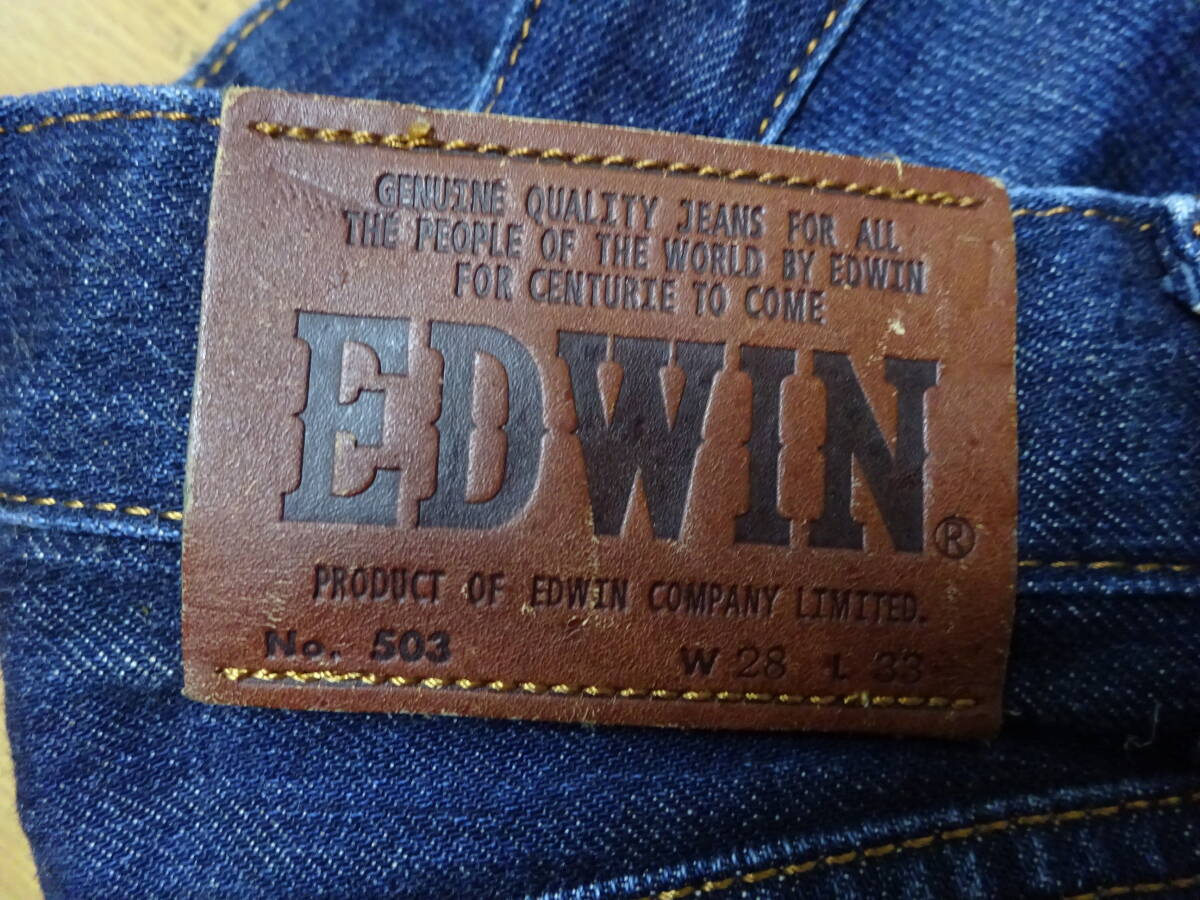 GENUINE QUALITY JEANS FOR ALL
THE PEOPLE OF THE WORLD BY EDWIN
FOR CENTURIE TO COME
EDWIN®
PRODUCT OF EDWIN COMPANY LIMITED.
No. 503 W 28 L 33